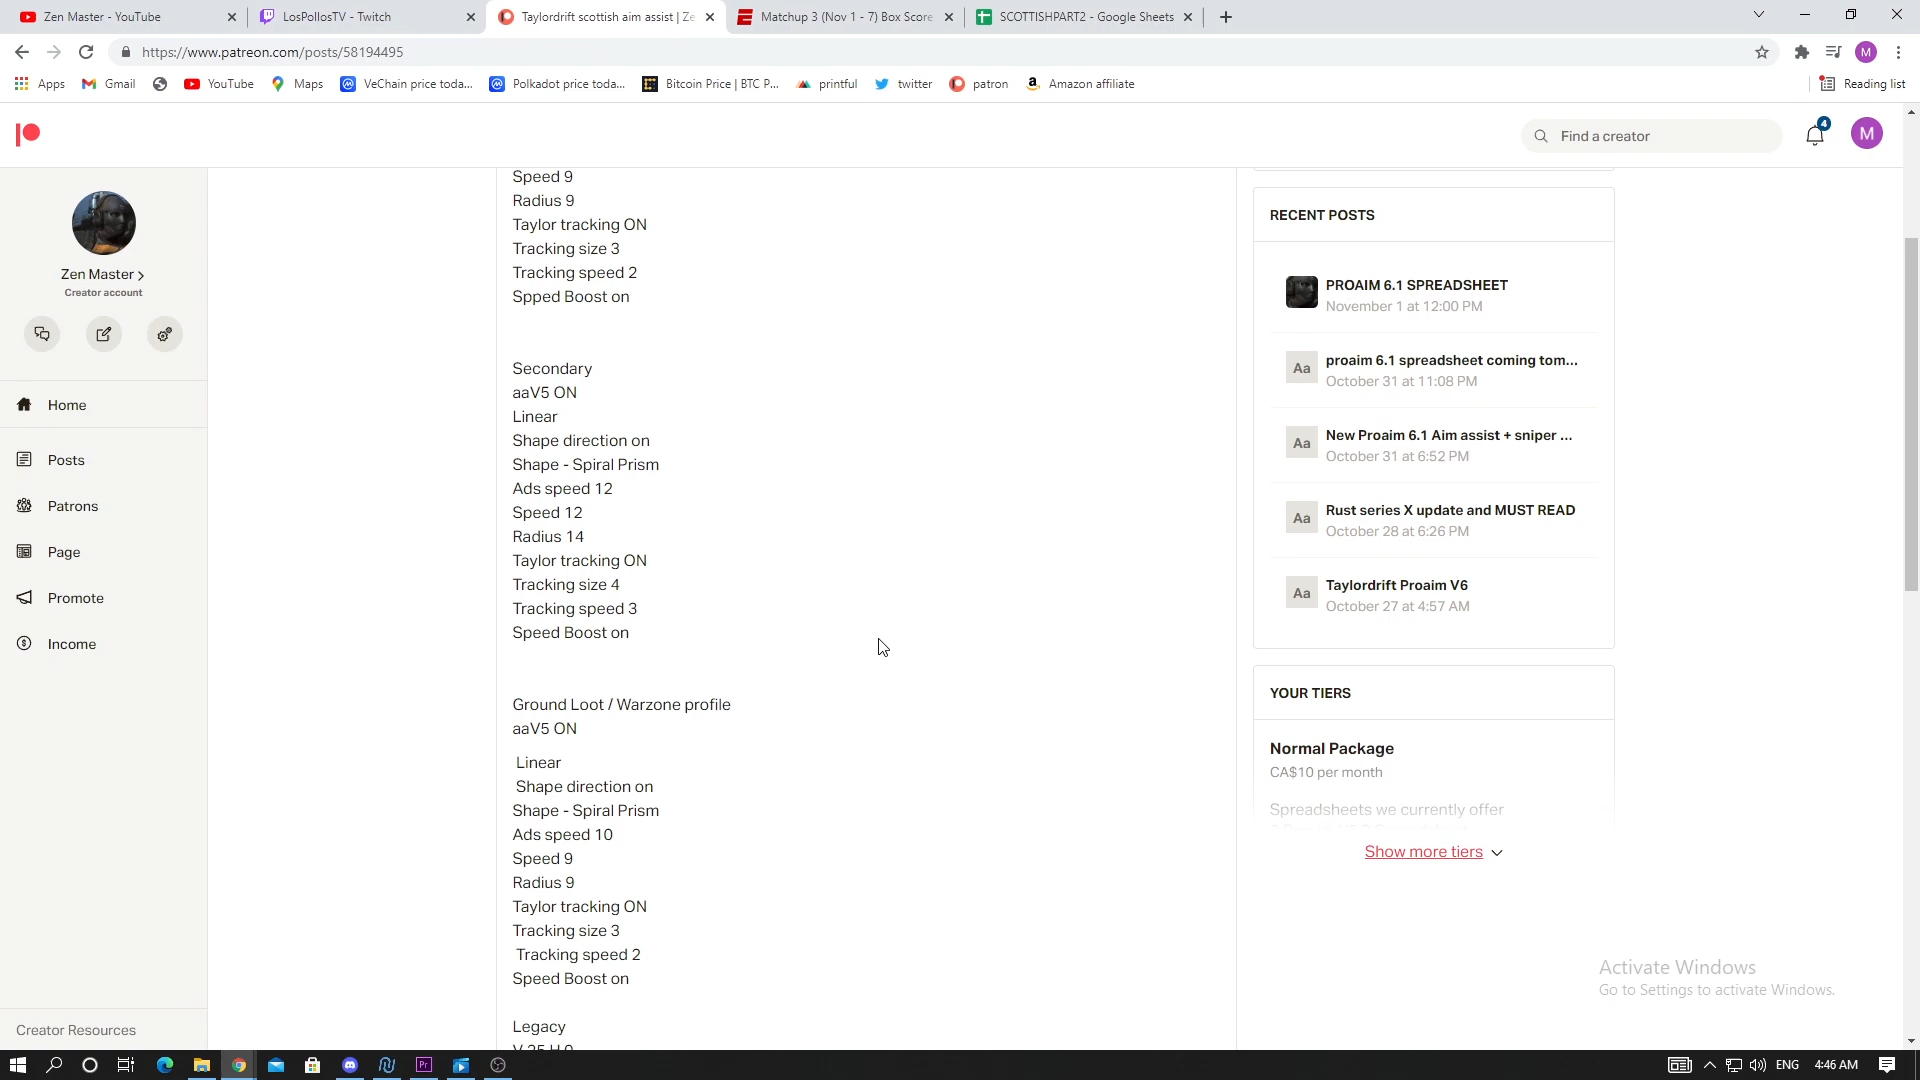 Zen Master - YouTube
LosPollosTV - Twitch
Taylordrift scottish aim assist | Ze
Matchup 3 (Nov 1 - 7) Box Score
SCOTTISHPART2 - Google Sheets
https://www.patreon.com/posts/58194495
M
Apps
Gmail
YouTube
Maps
VeChain price toda...
Polkadot price toda...
Bitcoin Price | BTC P...
printful
twitter
patron
Amazon affiliate
Reading list
Find a creator
4
M
Zen Master
Creator account
Home
Posts
Patrons
Page
Promote
Income
Creator Resources
Speed 9
Radius 9
Taylor tracking ON
Tracking size 3
Tracking speed 2
Spped Boost on
Secondary
aaV5 ON
Linear
Shape direction on
Shape - Spiral Prism
Ads speed 12
Speed 12
Radius 14
Taylor tracking ON
Tracking size 4
Tracking speed 3
Speed Boost on
Ground Loot / Warzone profile
aaV5 ON
Linear
Shape direction on
Shape - Spiral Prism
Ads speed 10
Speed 9
Radius 9
Taylor tracking ON
Tracking size 3
Tracking speed 2
Speed Boost on
Legacy
RECENT POSTS
PROAIM 6.1 SPREADSHEET
November 1 at 12:00 PM
Aa
proaim 6.1 spreadsheet coming tom...
October 31 at 11:08 PM
Aa
New Proaim 6.1 Aim assist + sniper ...
October 31 at 6:52 PM
Aa
Rust series X update and MUST READ
October 28 at 6:26 PM
Aa
Taylordrift Proaim V6
October 27 at 4:57 AM
YOUR TIERS
Normal Package
CA$10 per month
Spreadsheets we currently offer
Show more tiers
Activate Windows
Go to Settings to activate Windows.
Pr
ENG
4:46 AM